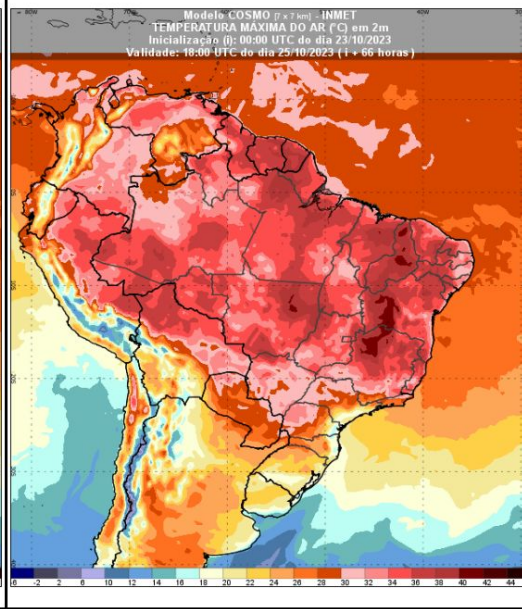 Modelo COSMO [7 x 7 km] - INMET
TEMPERATURA MÁXIMA DO AR (°C) em 2m
Inicialização (i): 00:00 UTC do dia 23/10/2023
Validade: 18:00 UTC do dia 25/10/2023 ( i + 66 horas )
80W 40W
-6 -2 2 6 10 12 14 16 18 20 22 24 26 28 30 32 34 36 38 40 42 44